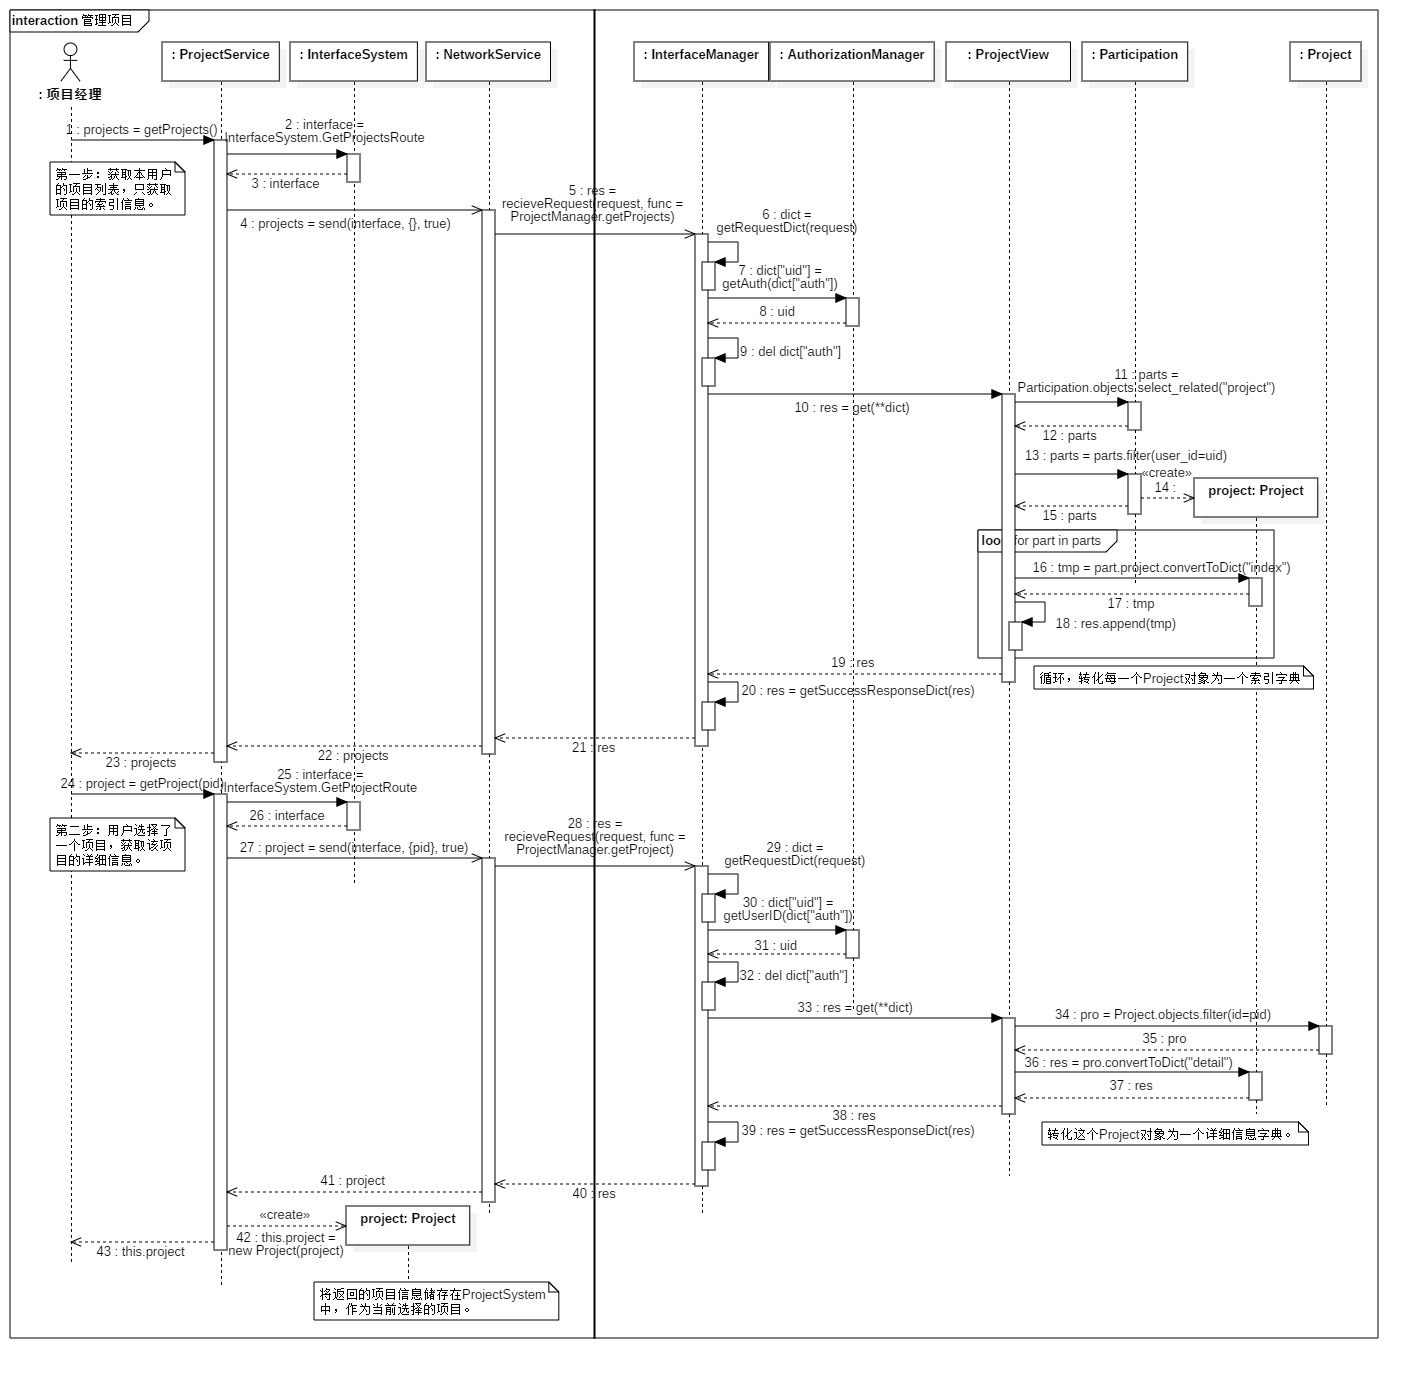 interaction 管理项目
: 项目经理
: ProjectService
: InterfaceSystem
: NetworkService
: InterfaceManager
: AuthorizationManager
: ProjectView
: Participation
: Project
1 : projects = getProjects()
2 : interface =
InterfaceSystem.GetProjectsRoute
第一步：获取本用户
的项目列表，只获取
项目的索引信息。
3 : interface
4 : projects = send(interface, {}, true)
5 : res =
recieveRequest(request, func =
ProjectManager.getProjects)
6 : dict =
getRequestDict(request)
7 : dict["uid"] =
getAuth(dict["auth"])
8 : uid
9 : del dict["auth"]
10 : res = get(**dict)
11 : parts =
Participation.objects.select_related("project")
12 : parts
13 : parts = parts.filter(user_id=uid)
«create»
14 :
project: Project
15 : parts
loo
for part in parts
16 : tmp = part.project.convertToDict("index")
17 : tmp
18 : res.append(tmp)
19 : res
循环，转化每一个Project对象为一个索引字典
20 : res = getSuccessResponseDict(res)
21 : res
22 : projects
23 : projects
24 : project = getProject(pid)
25 : interface =
InterfaceSystem.GetProjectRoute
第二步：用户选择了
一个项目，获取该项
目的详细信息。
26 : interface
27 : project = send(interface, {pid}, true)
28 : res =
recieveRequest(request, func =
ProjectManager.getProject)
29 : dict =
getRequestDict(request)
30 : dict["uid"] =
getUserID(dict["auth"])
31 : uid
32 : del dict["auth"]
33 : res = get(**dict)
34 : pro = Project.objects.filter(id=pid)
35 : pro
36 : res = pro.convertToDict("detail")
37 : res
38 : res
转化这个Project对象为一个详细信息字典。
39 : res = getSuccessResponseDict(res)
40 : res
41 : project
«create»
42 : this.project =
new Project(project)
project: Project
43 : this.project
将返回的项目信息储存在ProjectSystem
中，作为当前选择的项目。